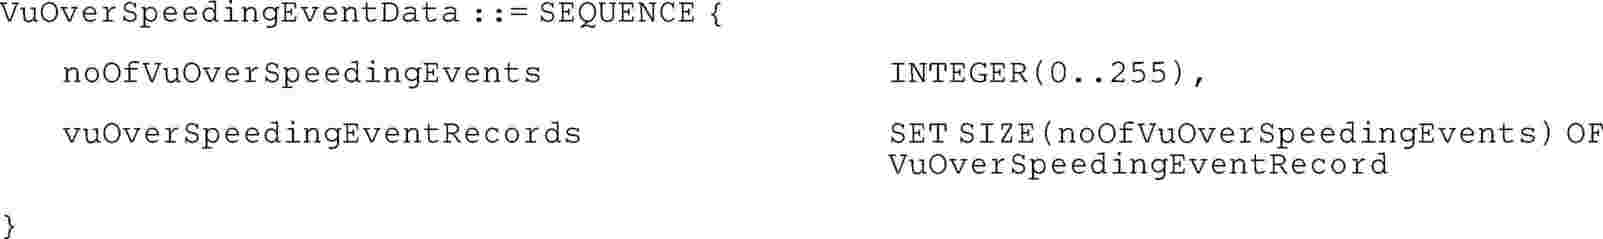 VuOverSpeedingEventData ::= SEQUENCE {
noOfVuOverSpeedingEvents INTEGER(0..255),
vuOverSpeedingEventRecords SET SIZE(noOfVuOverSpeedingEvents) OF
VuOverSpeedingEventRecord
}